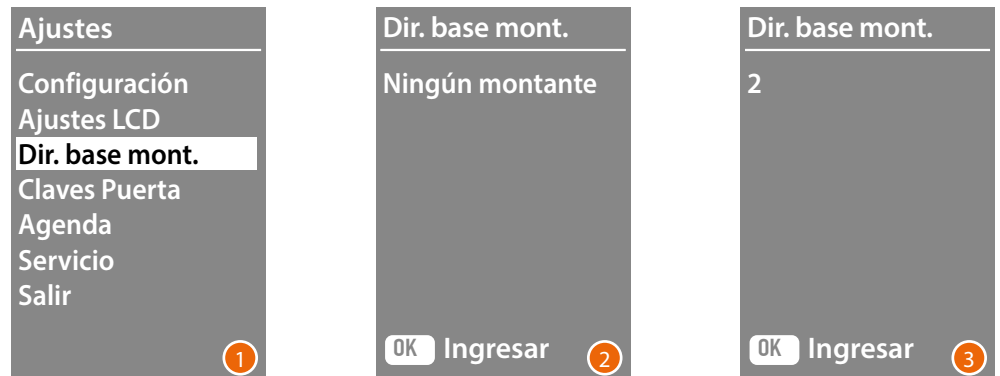 Ajustes
Configuración
Ajustes LCD
Dir. base mont.
Claves Puerta
Agenda
Servicio
Salir
1
Dir. base mont.
Ningún montante
OK Ingresar
2
Dir. base mont.
2
OK Ingresar
3